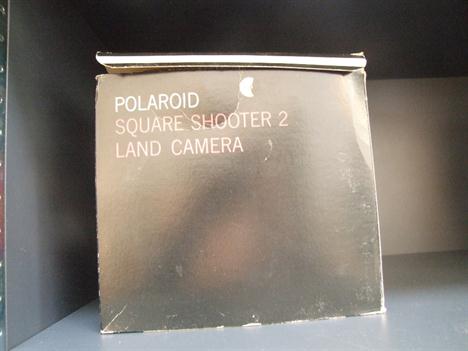 POLAROID
SQUARE SHOOTER 2
LAND CAMERA